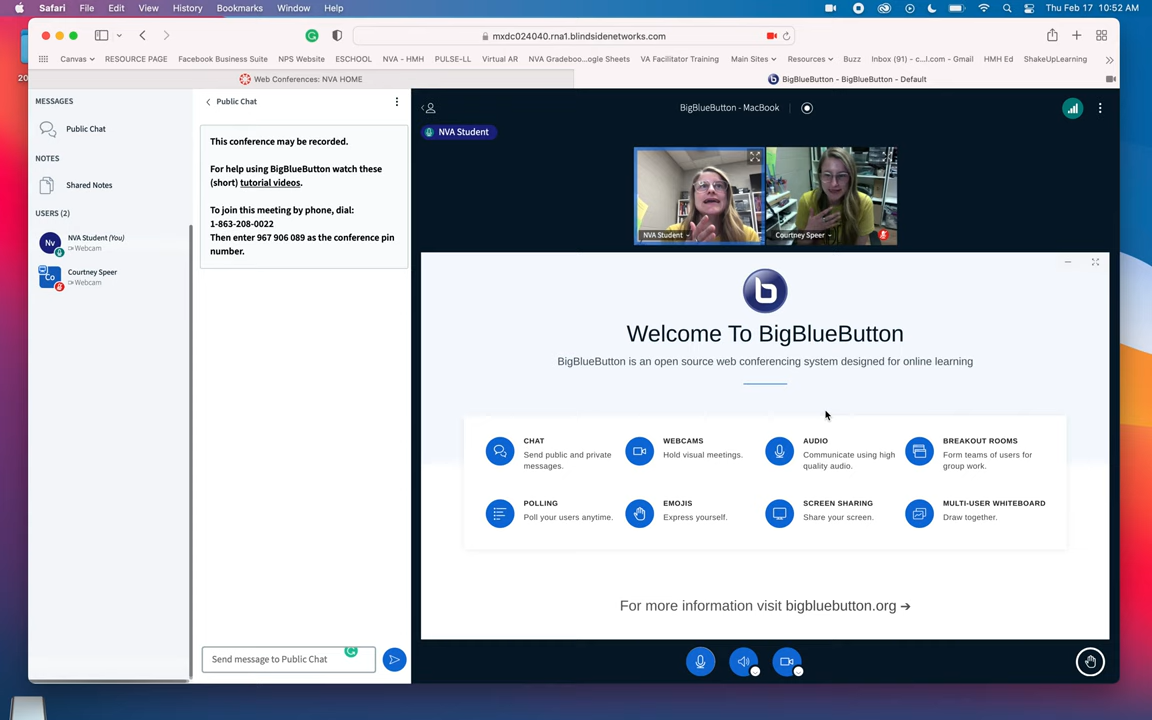 Safari File Edit View History Bookmarks Window Help
Thu Feb 17 10:52 AM
mxdc024040.rna1.blindsidenetworks.com
Canvas RESOURCE PAGE Facebook Business Suite NPS Website ESCHOOL NVA - HMH PULSE-LL Virtual AR NVA Gradeboo...ogle Sheets VA Facilitator Training Main Sites Resources Buzz Inbox (91) - c...l.com - Gmail HMH Ed ShakeUpLearning
Web Conferences: NVA HOME
BigBlueButton - BigBlueButton - Default
20
MESSAGES
Public Chat
NOTES
Shared Notes
USERS (2)
Nv
NVA Student (You)
Webcam
Co
Courtney Speer
Webcam
Public Chat
This conference may be recorded.
For help using BigBlueButton watch these
(short) tutorial videos.
To join this meeting by phone, dial:
1-863-208-0022
Then enter 967 906 089 as the conference pin
number.
Send message to Public Chat
BigBlueButton - MacBook
NVA Student
NVA Student
Courtney Speer
b
Welcome To BigBlueButton
BigBlueButton is an open source web conferencing system designed for online learning
CHAT
Send public and private
messages.
WEBCAMS
Hold visual meetings.
AUDIO
Communicate using high
quality audio.
BREAKOUT ROOMS
Form teams of users for
group work.
POLLING
Poll your users anytime.
EMOJIS
Express yourself.
SCREEN SHARING
Share your screen.
MULTI-USER WHITEBOARD
Draw together.
For more information visit bigbluebutton.org →